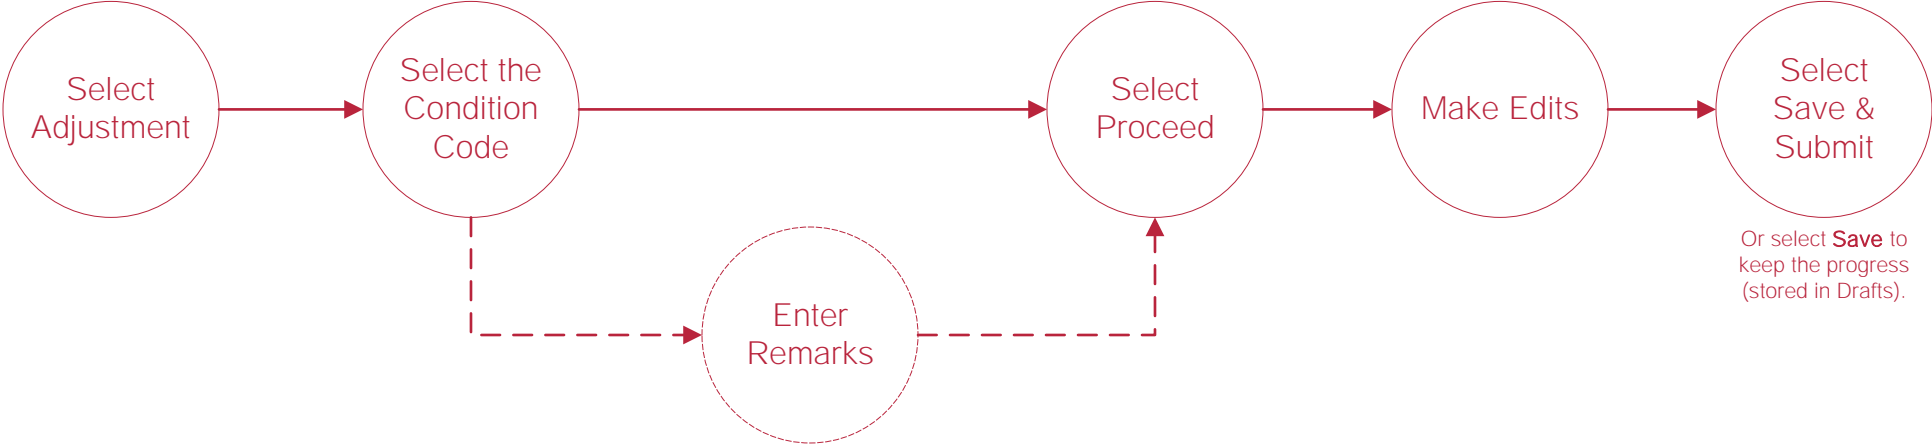 Select
Adjustment
Select the
Condition
Code
Enter
Remarks
Select
Proceed
Make Edits
Select
Save &
Submit
Or select Save to
keep the progress
(stored in Drafts).